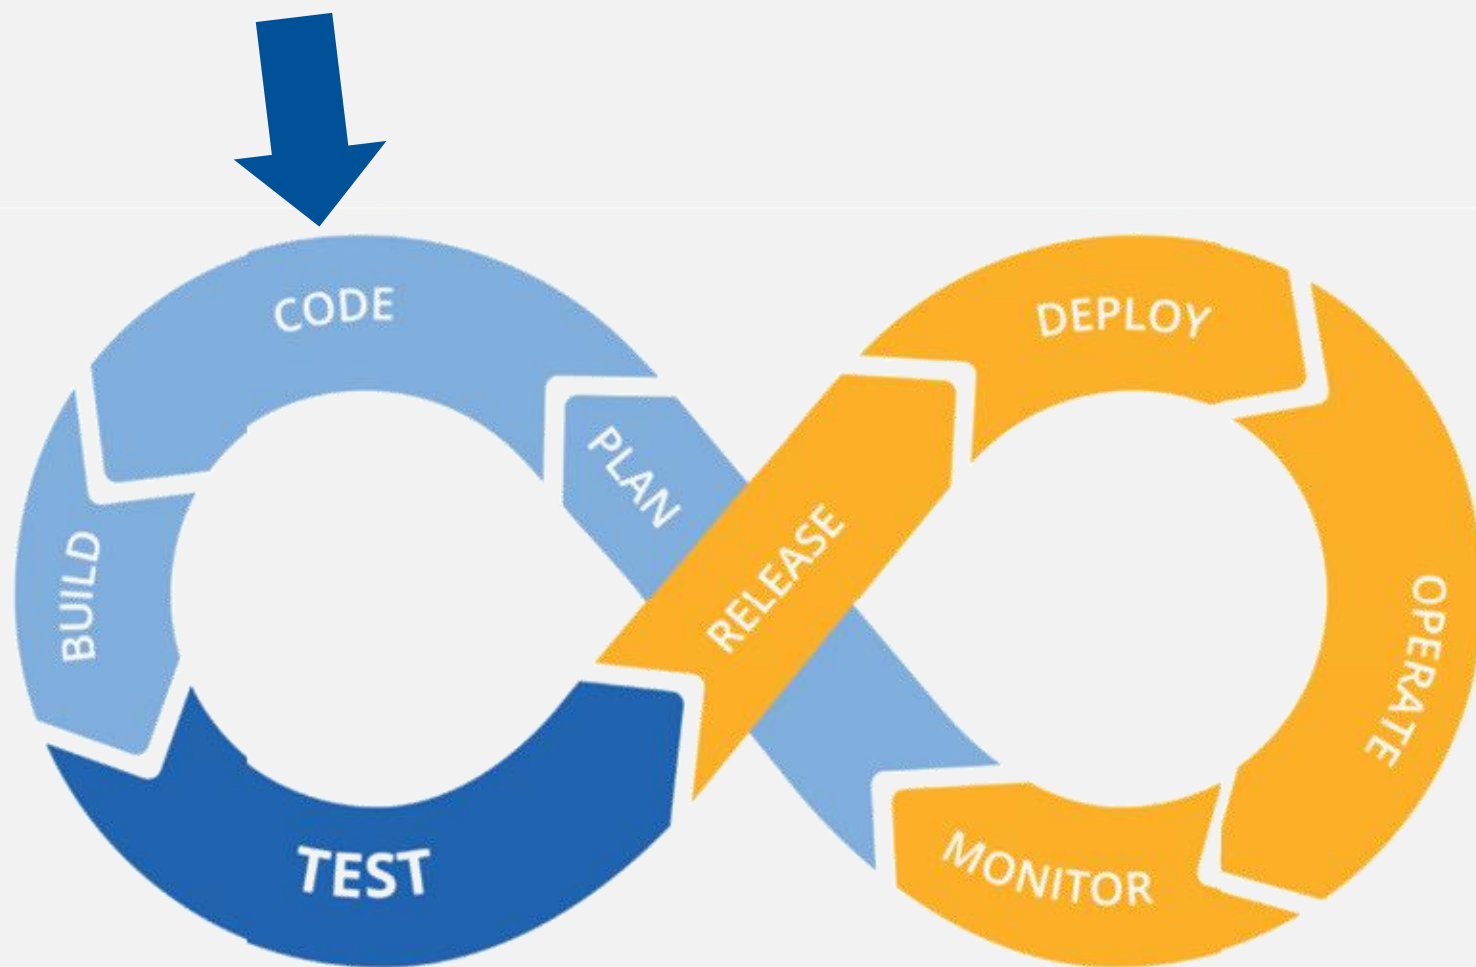 CODE
DEPLOY
PLAN
RELEASE
BUILD
OPERATE
TEST
MONITOR